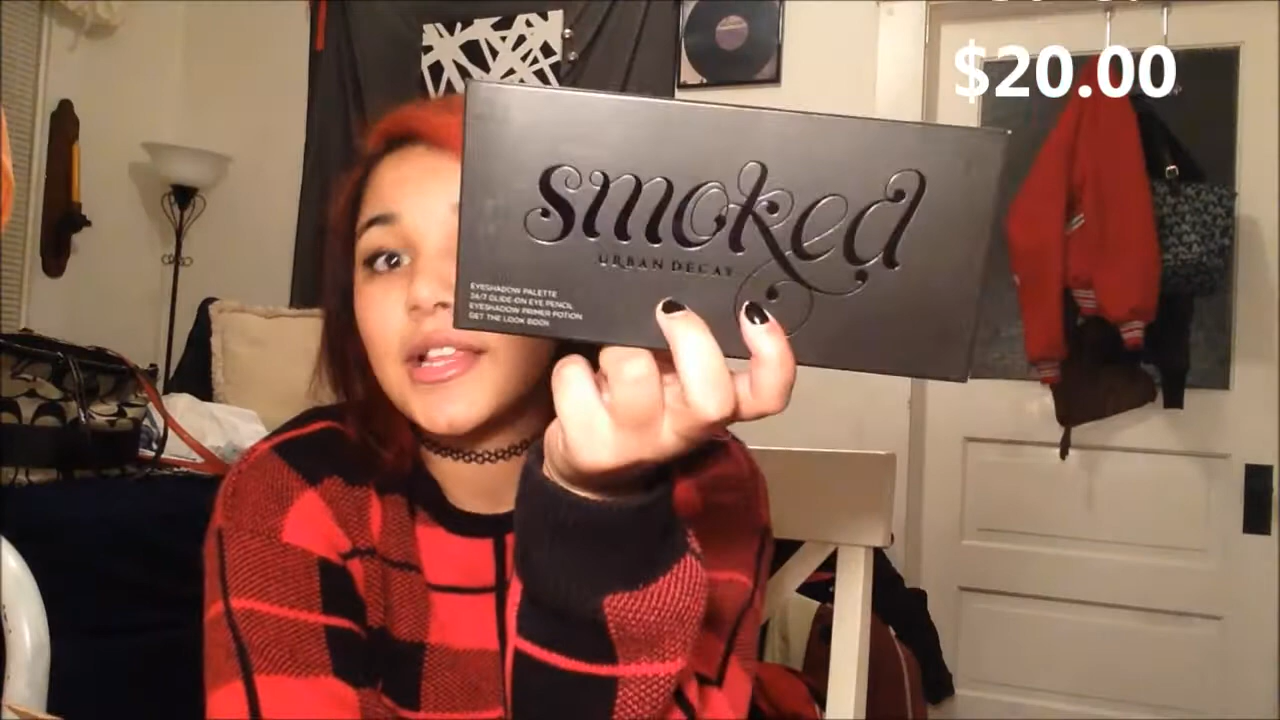 $20.00
smoked
URBAN DECAY
EYESHADOW PALETTE
24/7 GLIDE-ON EYE PENCIL
EYESHADOW PRIMER POTION
GET THE LOOK BOOK